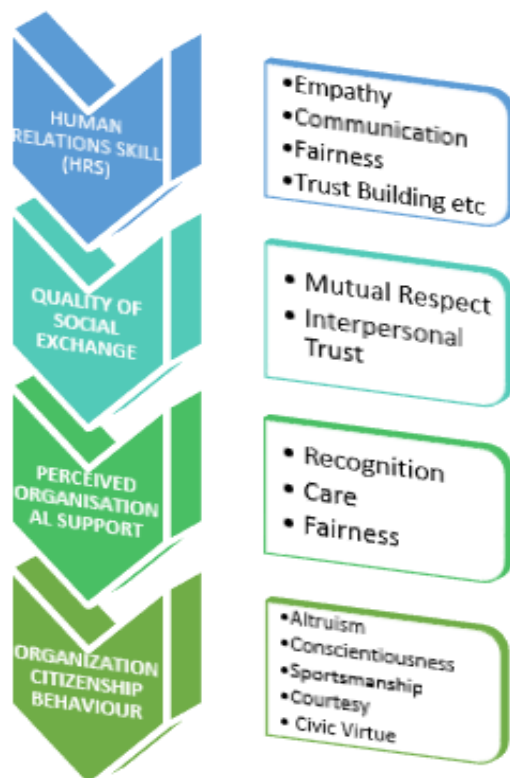 HUMAN
RELATIONS SKILL
(HRS)
•Empathy
•Communication
•Fairness
•Trust Building etc
QUALITY OF
SOCIAL
EXCHANGE
• Mutual Respect
• Interpersonal
Trust
PERCEIVED
ORGANISATION
AL SUPPORT
• Recognition
• Care
• Fairness
ORGANIZATION
CITIZENSHIP
BEHAVIOUR
•Altruism
•Conscientiousness
•Sportsmanship
•Courtesy
• Civic Virtue